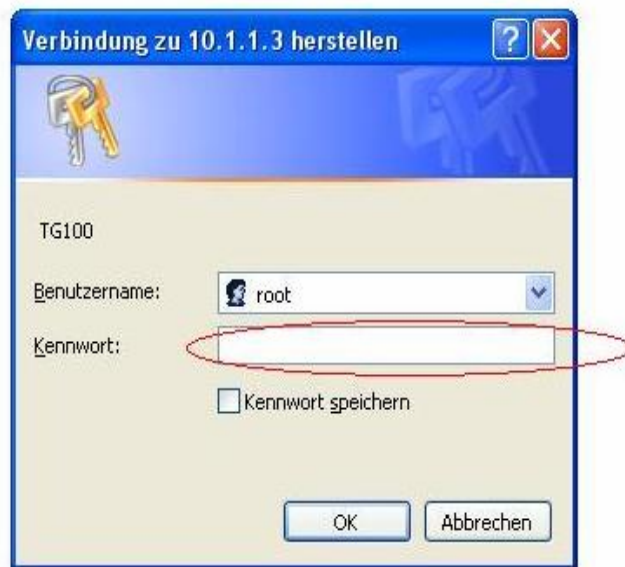 Verbindung zu 10.1.1.3 herstellen
TG100
Benutzername: root
Kennwort:
Kennwort speichern
OK Abbrechen